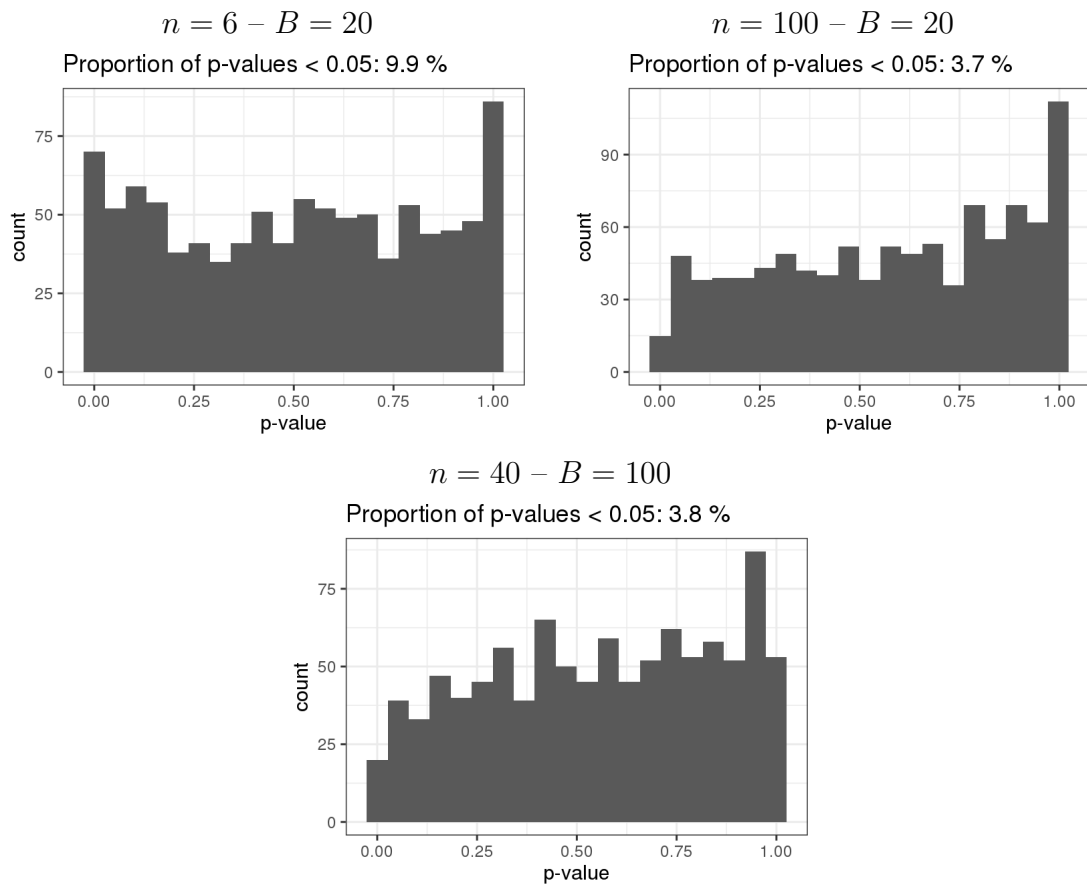 n = 6 – B = 20
Proportion of p-values < 0.05: 9.9 %
75
50
25
0
count
0.00 0.25 0.50 0.75 1.00
p-value
n = 100 – B = 20
Proportion of p-values < 0.05: 3.7 %
90
60
30
0
count
0.00 0.25 0.50 0.75 1.00
p-value
n = 40 – B = 100
Proportion of p-values < 0.05: 3.8 %
75
50
25
0
count
0.00 0.25 0.50 0.75 1.00
p-value